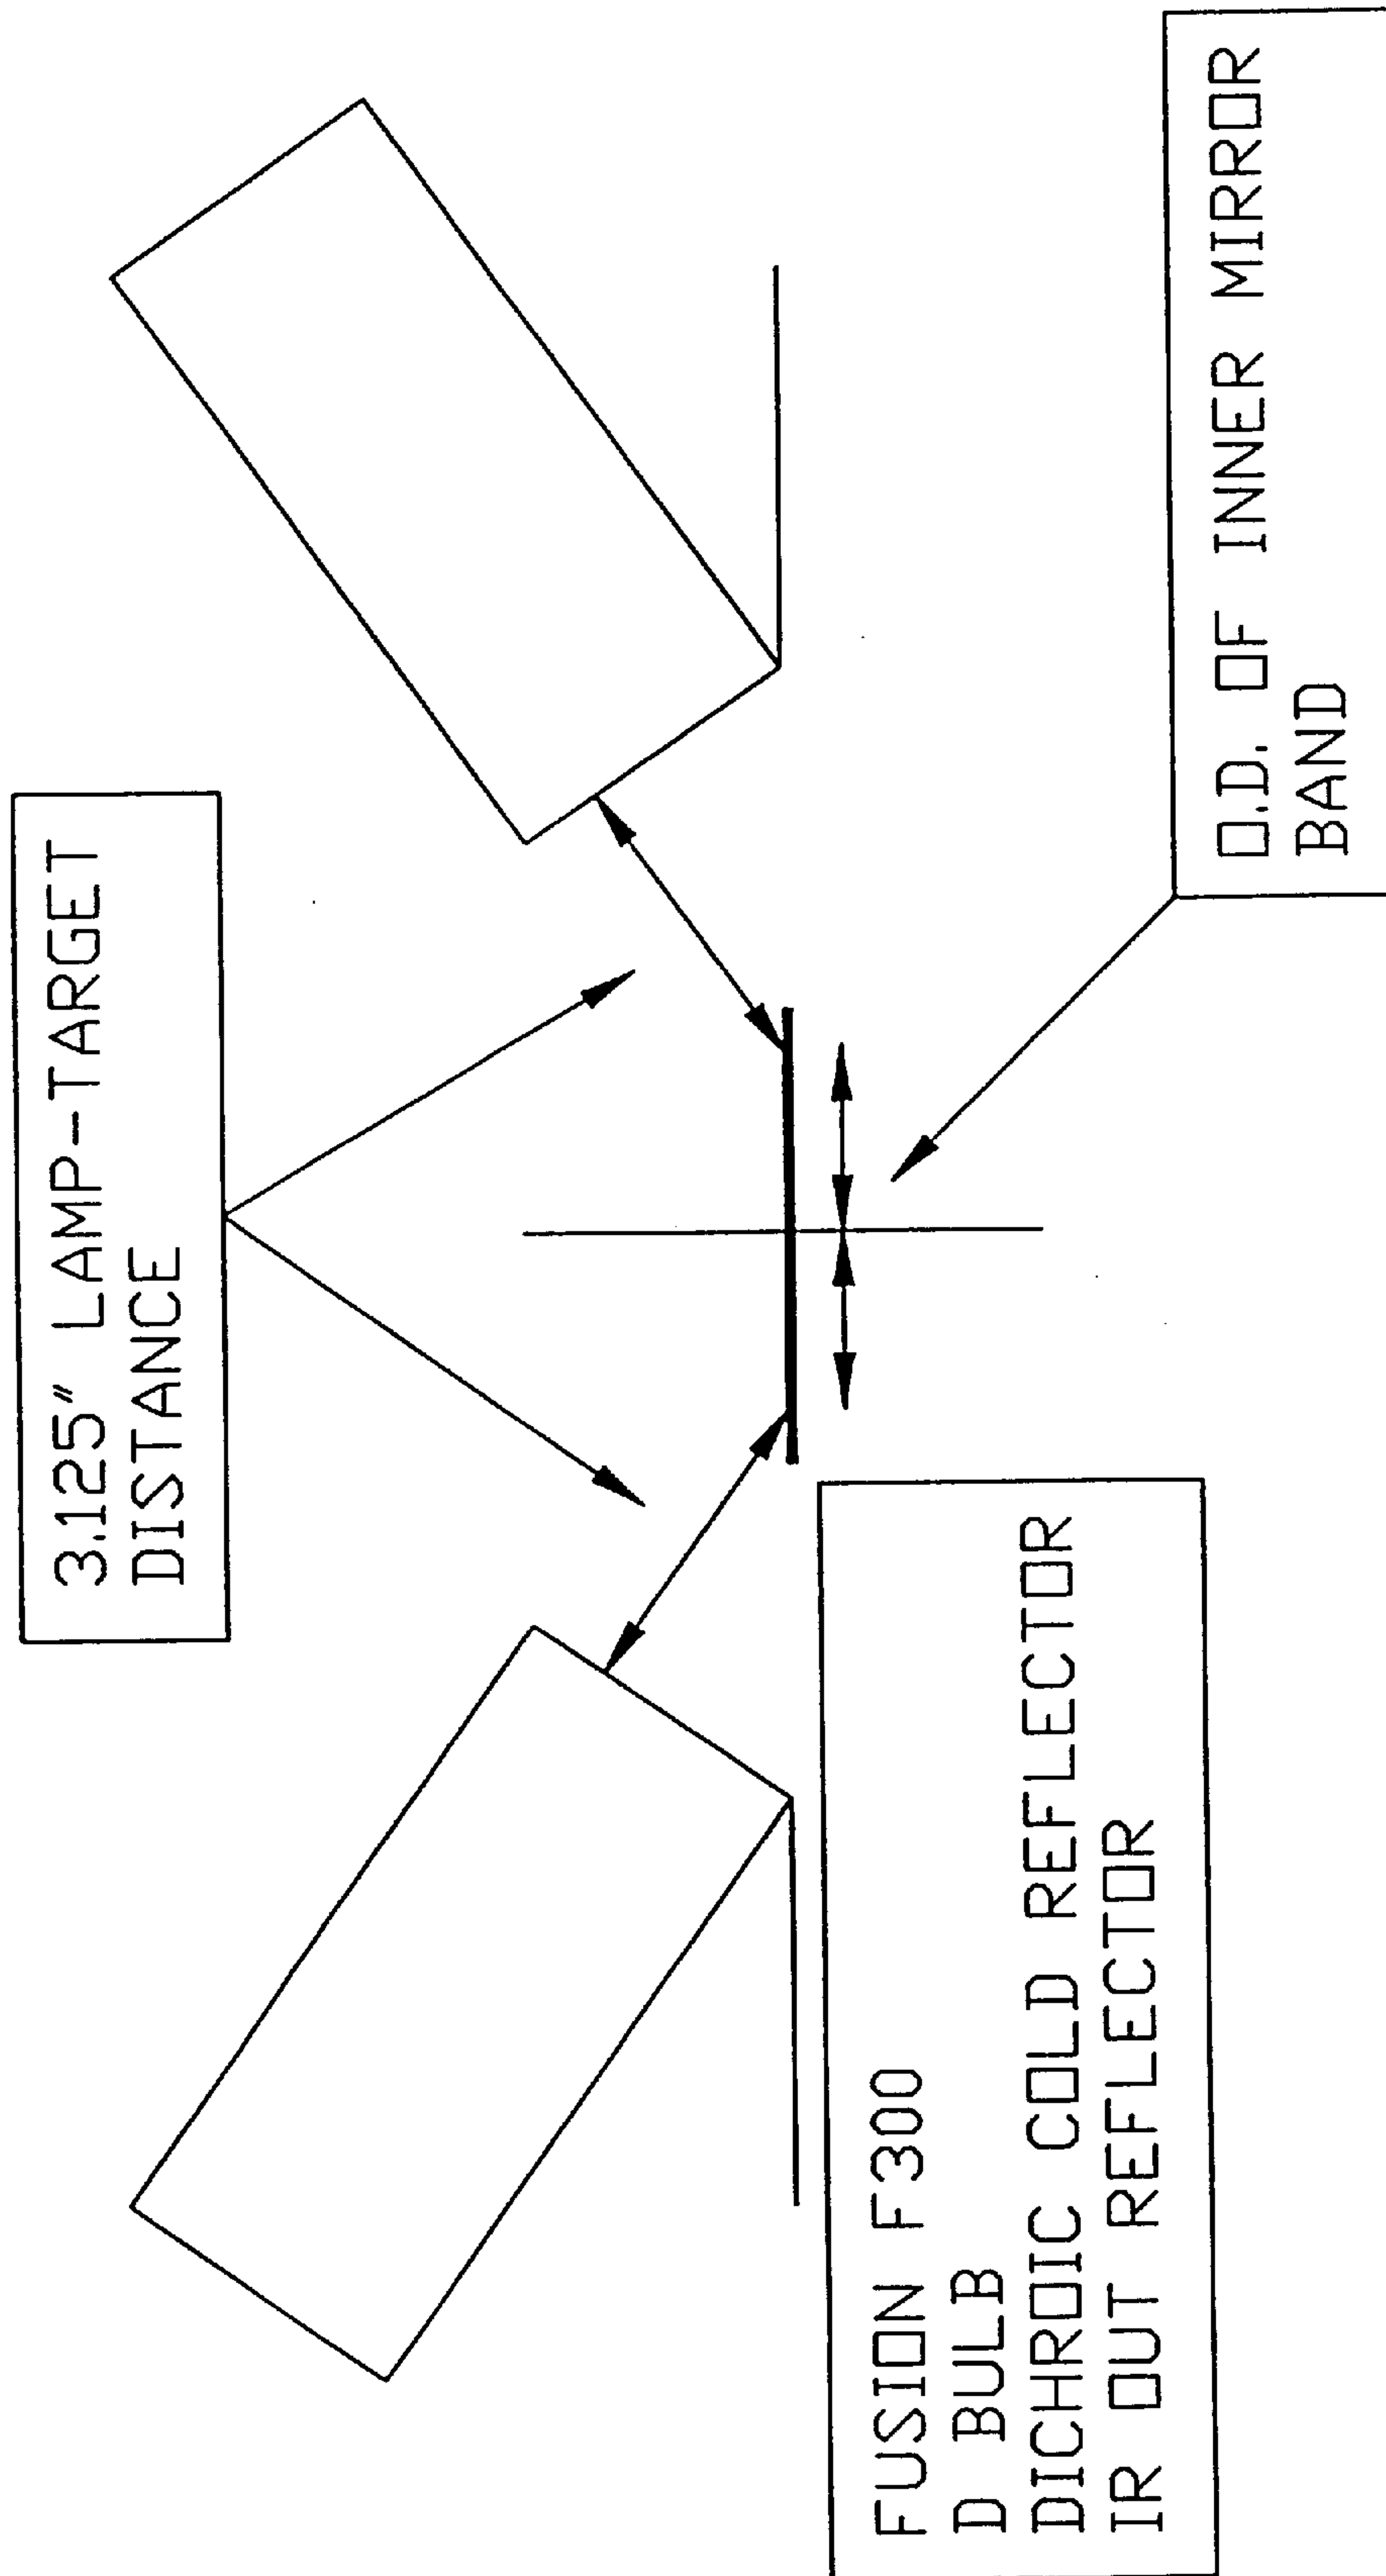 3.125" LAMP-TARGET
DISTANCE
FUSION F300
D BULB
DICHROIC COLD REFLECTOR
IR OUT REFLECTOR
O.D. OF INNER MIRROR
BAND